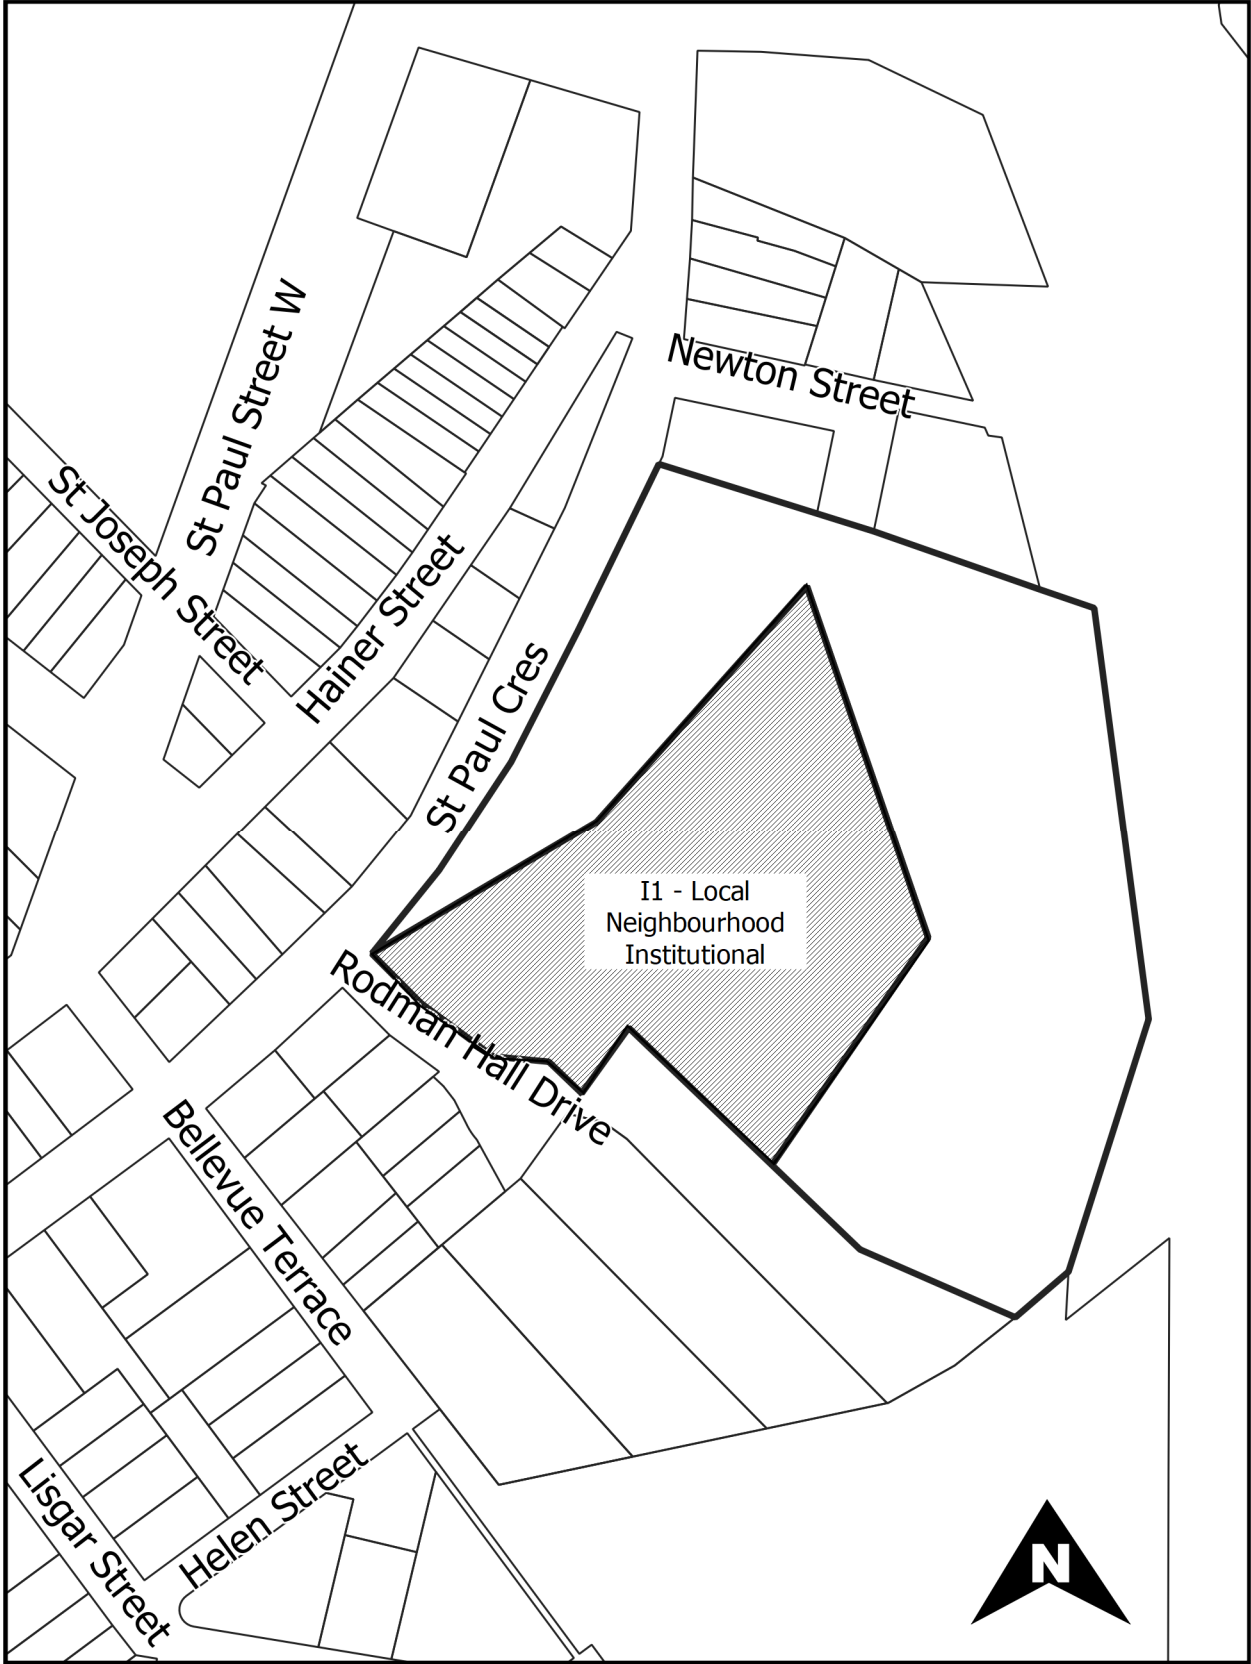 St Paul Street W
Newton Street
St Joseph Street
Hainer Street
St Paul Cres
I1 - Local
Neighbourhood
Institutional
Rodman Hall Drive
Bellevue Terrace
Helen Street
Lisgar Street
N